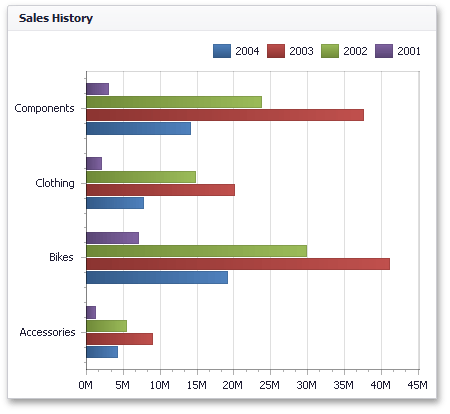 Sales History
2004 2003 2002 2001
Components
Clothing
Bikes
Accessories
0M 5M 10M 15M 20M 25M 30M 35M 40M 45M